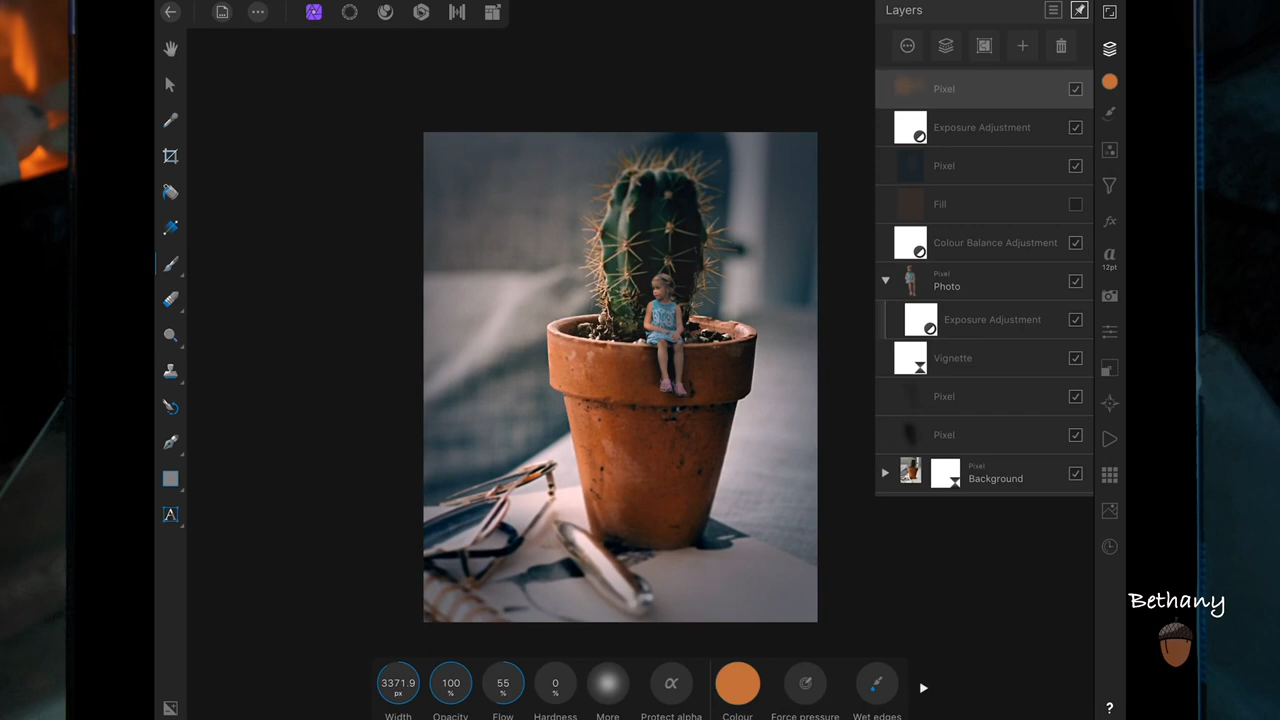 Layers
Pixel
Exposure Adjustment
Pixel
Fill
Colour Balance Adjustment
Pixel
Photo
Exposure Adjustment
Vignette
Pixel
Pixel
Pixel
Background
a
12pt
A
Bethany
3371.9
px
100
%
55
%
0
%
α
Width
Opacity
Flow
Hardness
More
Protect alpha
Colour
Force pressure
Wet edges
?